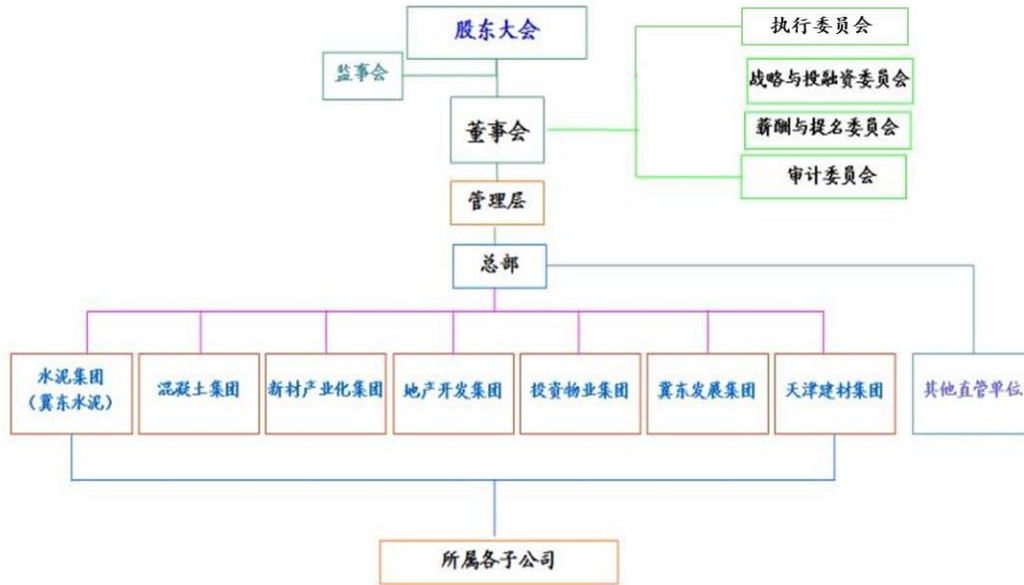 股东大会
监事会
董事会
执行委员会
战略与投融资委员会
薪酬与提名委员会
审计委员会
管理层
总部
水泥集团
（冀东水泥）
混凝土集团
新材产业化集团
地产开发集团
投资物业集团
冀东发展集团
天津建材集团
其他直管单位
所属各子公司